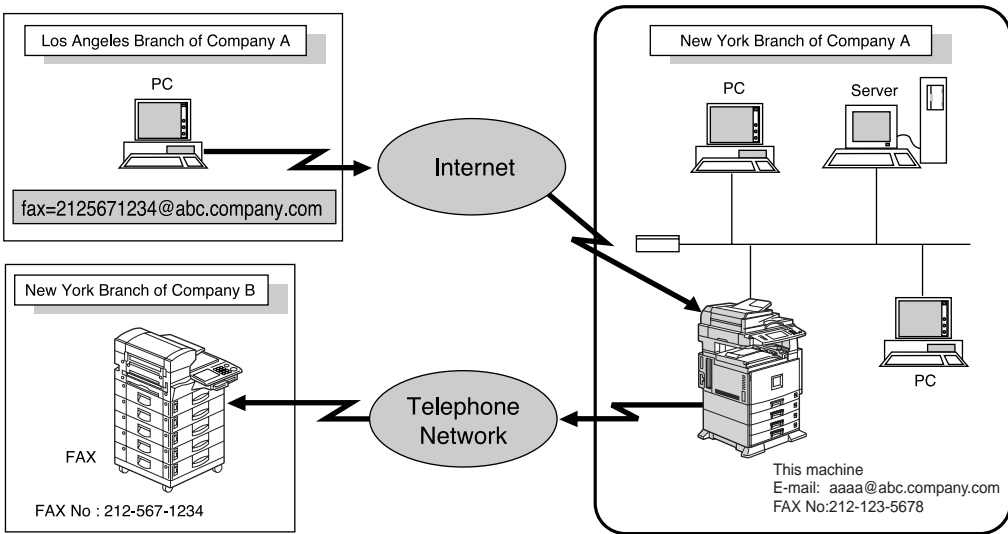 Los Angeles Branch of Company A
PC
fax=2125671234@abc.company.com
Internet
New York Branch of Company A
PC
Server
PC
New York Branch of Company B
FAX
FAX No : 212-567-1234
Telephone
Network
This machine
E-mail: aaaa@abc.company.com
FAX No:212-123-5678